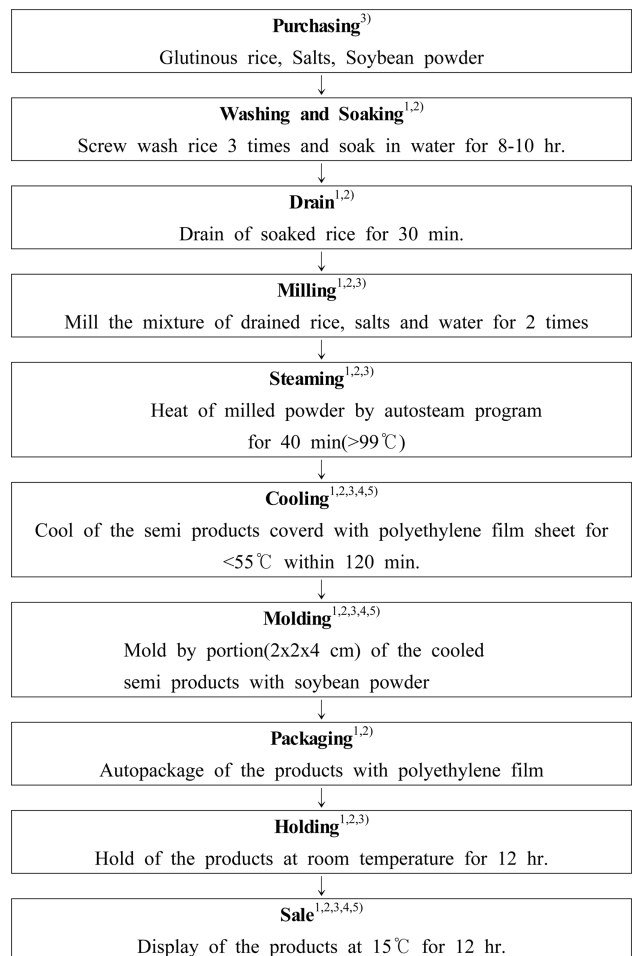 Purchasing3)
Glutinous rice, Salts, Soybean powder
↓
Washing and Soaking1,2)
Screw wash rice 3 times and soak in water for 8-10 hr.
↓
Drain1,2)
Drain of soaked rice for 30 min.
↓
Milling1,2,3)
Mill the mixture of drained rice, salts and water for 2 times
↓
Steaming1,2,3)
Heat of milled powder by autosteam program
for 40 min(>99℃)
↓
Cooling1,2,3,4,5)
Cool of the semi products coverd with polyethylene film sheet for
<55℃ within 120 min.
↓
Molding1,2,3,4,5)
Mold by portion(2x2x4 cm) of the cooled
semi products with soybean powder
↓
Packaging1,2)
Autopackage of the products with polyethylene film
↓
Holding1,2,3)
Hold of the products at room temperature for 12 hr.
↓
Sale1,2,3,4,5)
Display of the products at 15℃ for 12 hr.